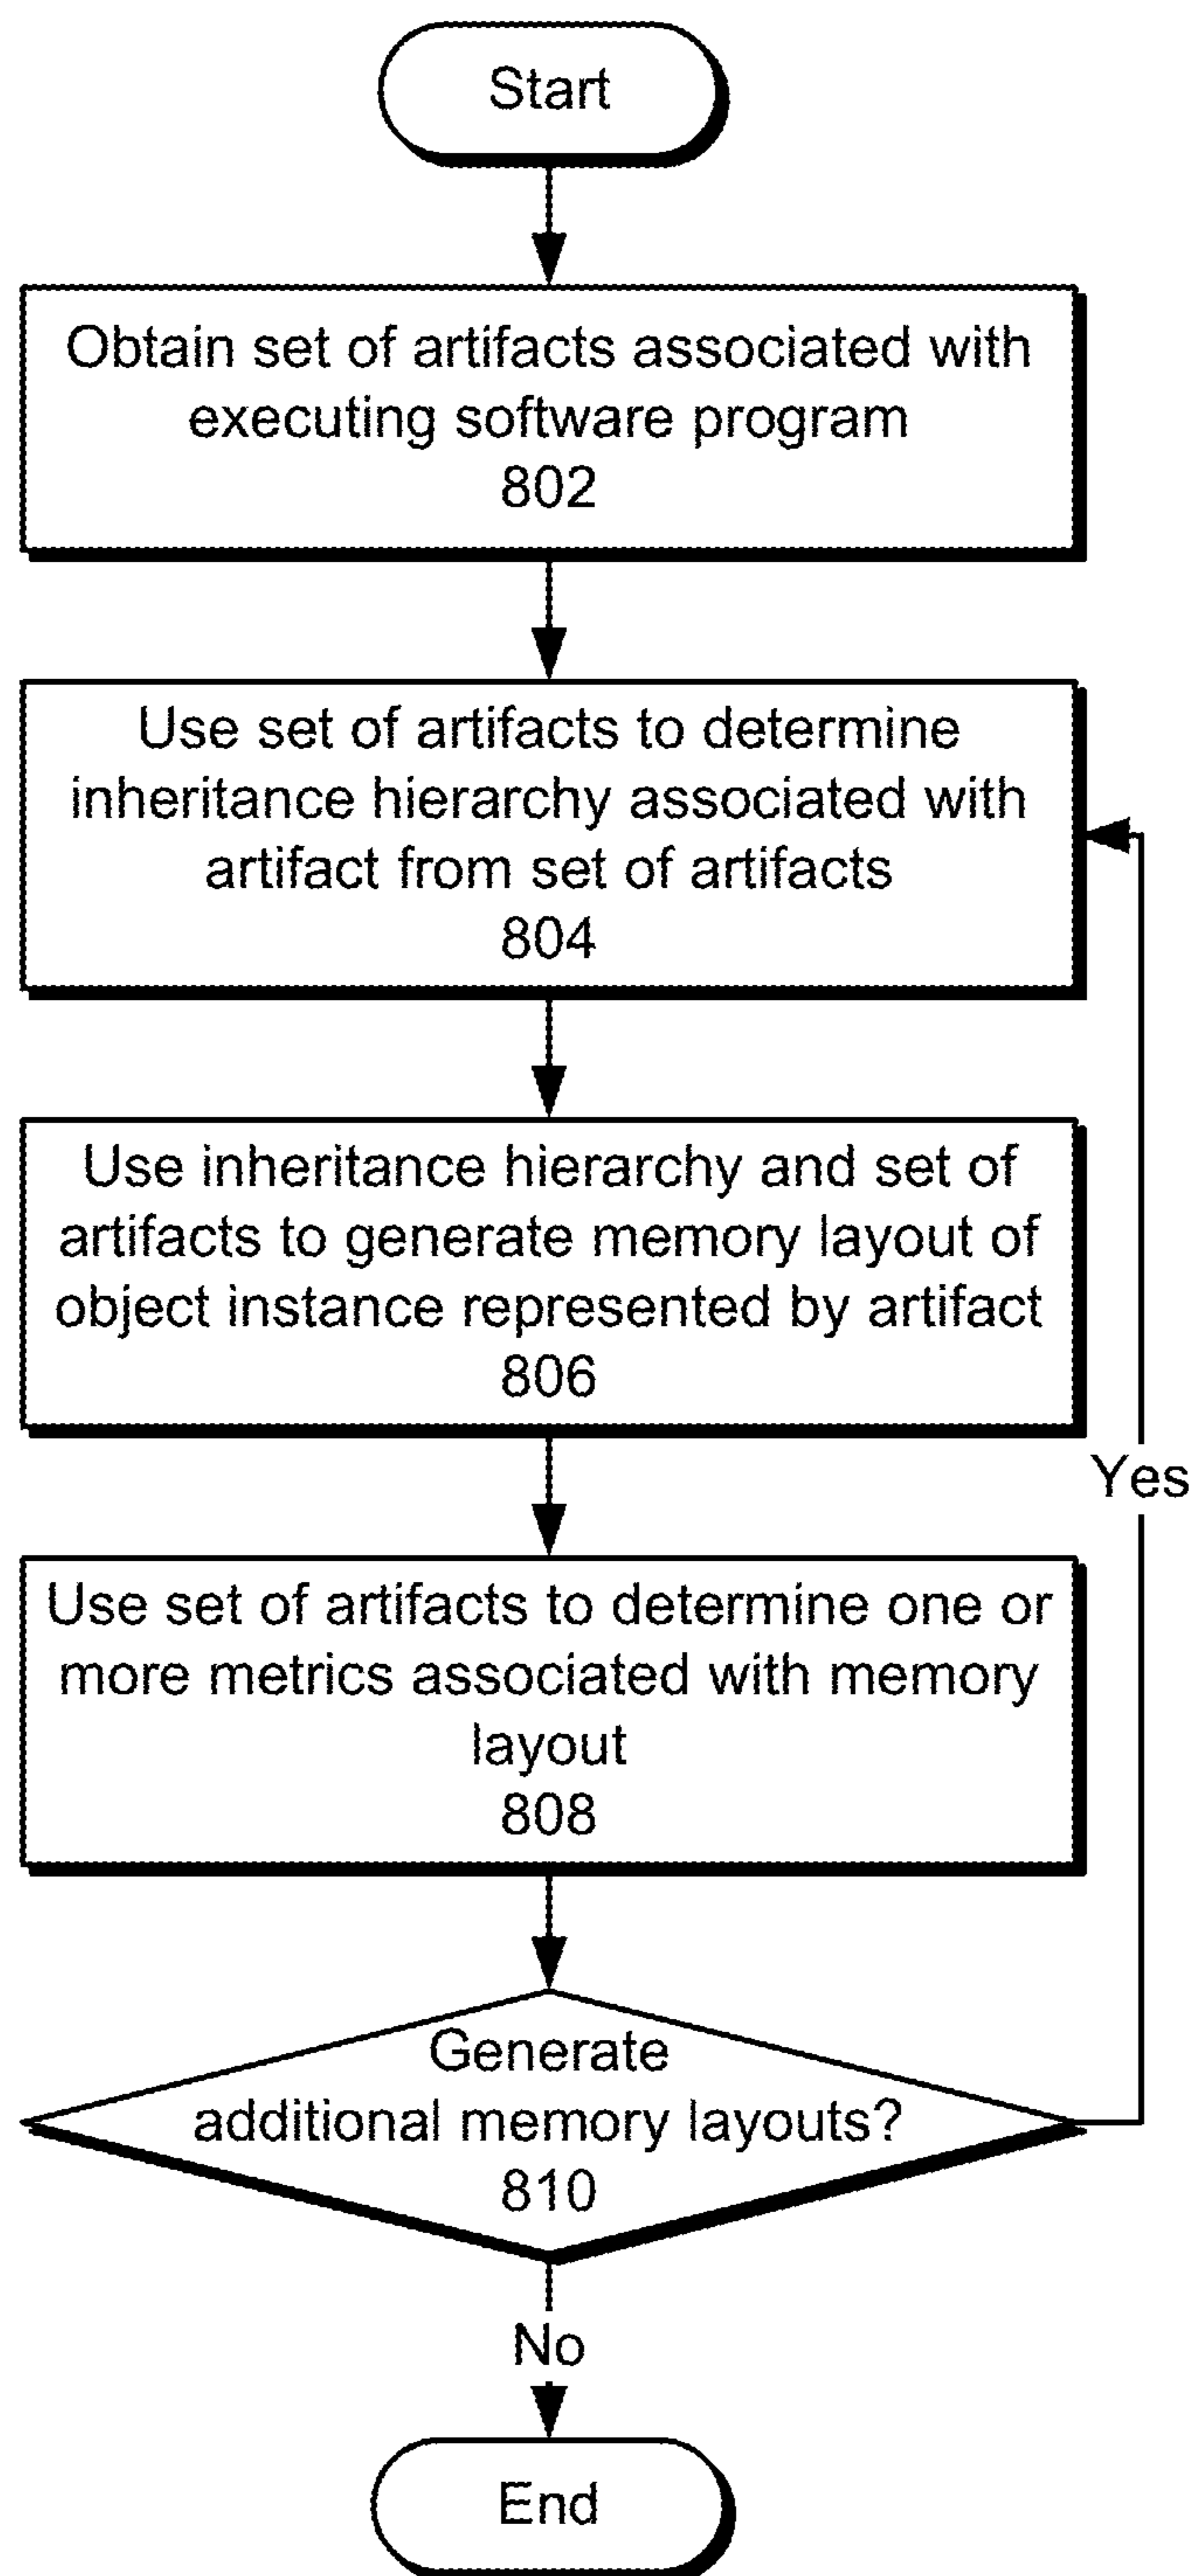 Start
Obtain set of artifacts associated with
executing software program
802
Use set of artifacts to determine
inheritance hierarchy associated with
artifact from set of artifacts
804
Use inheritance hierarchy and set of
artifacts to generate memory layout of
object instance represented by artifact
806
Yes
Use set of artifacts to determine one or
more metrics associated with memory
layout
808
Generate
additional memory layouts?
810
No
End